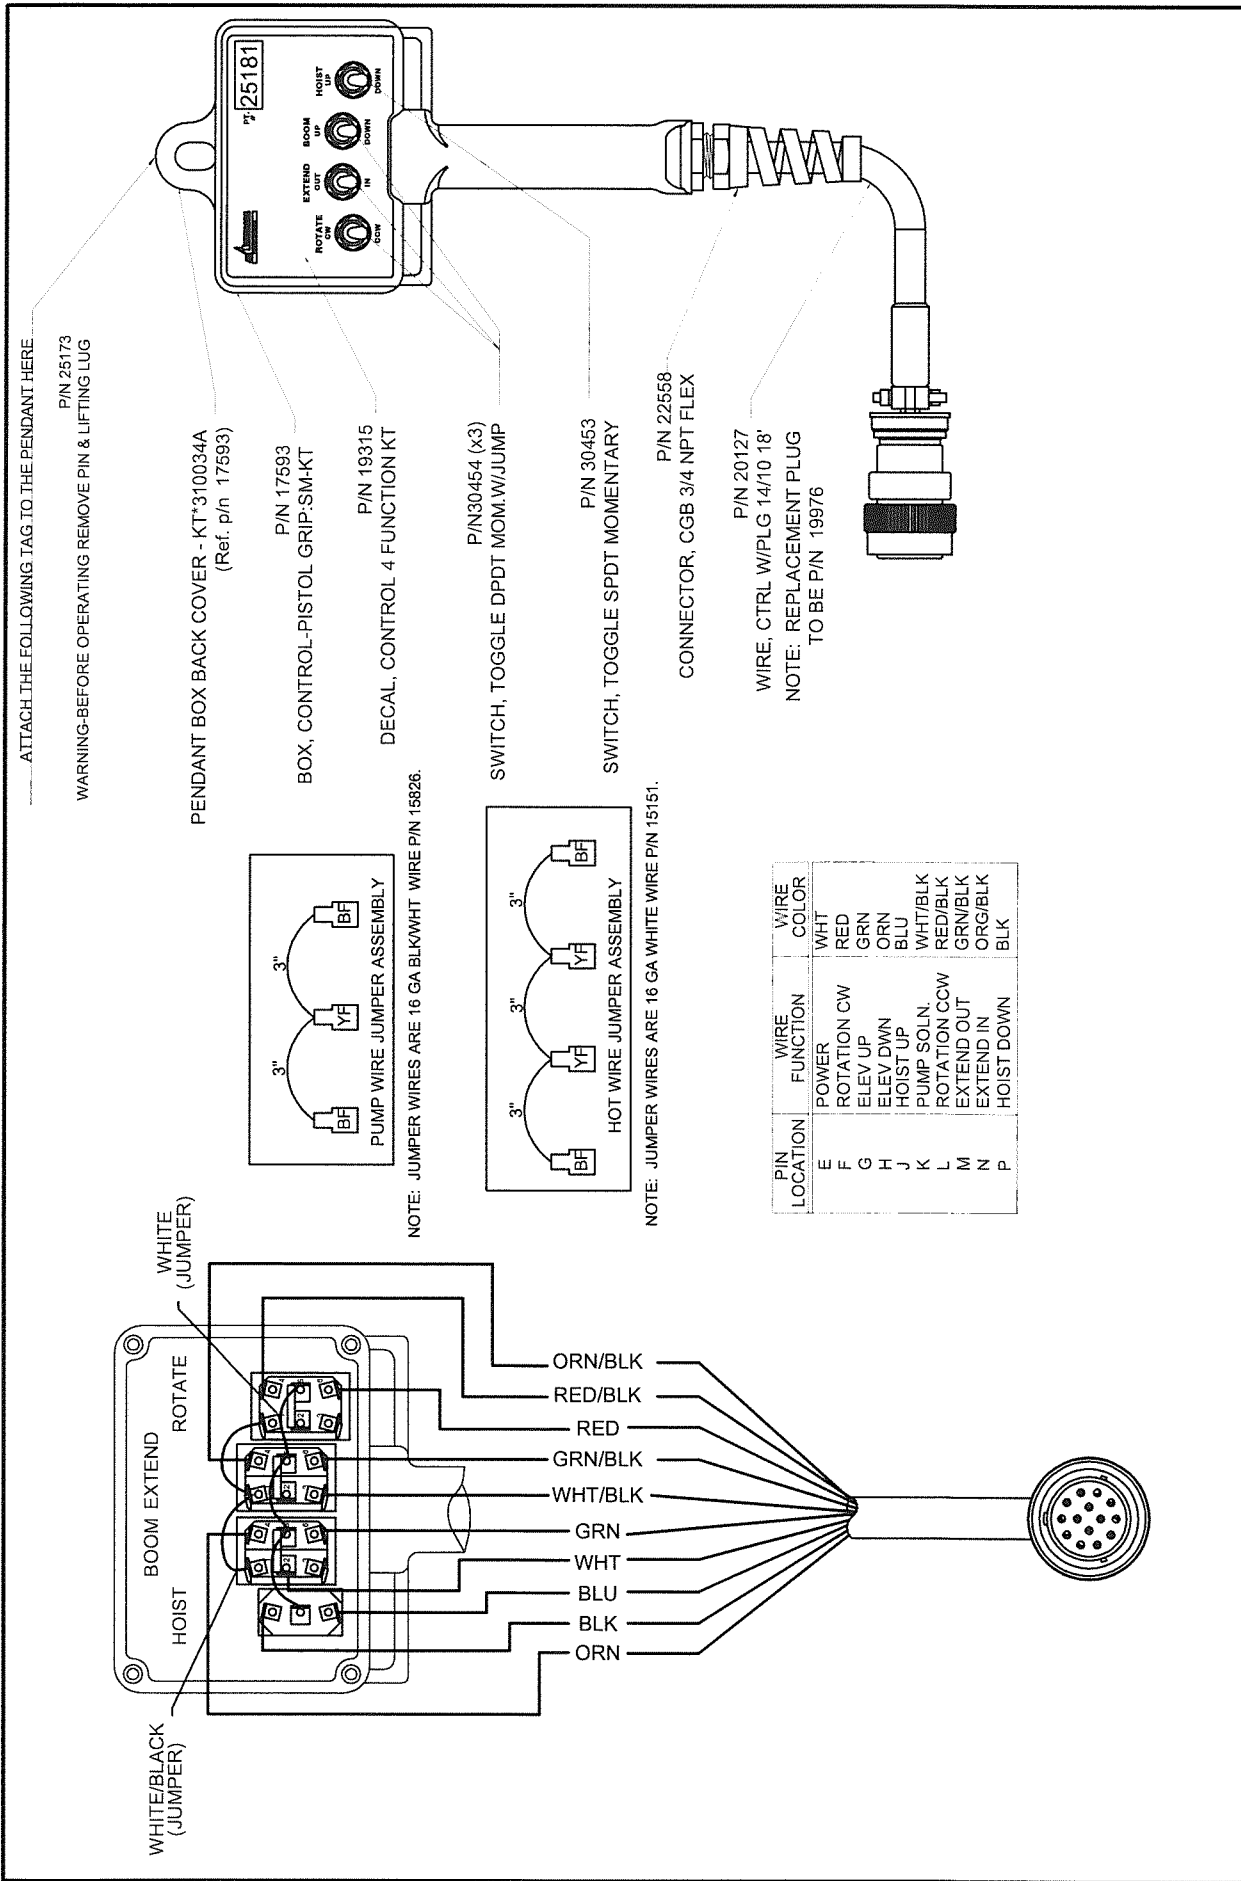 ATTACH THE FOLLOWING TAG TO THE PENDANT HERE
P/N 25173
WARNING-BEFORE OPERATING REMOVE PIN & LIFTING LUG
PENDANT BOX BACK COVER - KT*310034A
(Ref. p/n 17593)
P/N 17593
BOX, CONTROL-PISTOL GRIP:SM-KT
P/N 19315
DECAL, CONTROL 4 FUNCTION KT
P/N30454 (x3)
SWITCH, TOGGLE DPDT MOM.W/JUMP
P/N 30453
SWITCH, TOGGLE SPDT MOMENTARY
P/N 22558
CONNECTOR, CGB 3/4 NPT FLEX
P/N 20127
WIRE, CTRL W/PLG 14/10 18'
NOTE: REPLACEMENT PLUG
TO BE P/N 19976
PT-
#
25181
ROTATE
CW
CCW
EXTEND
OUT
IN
BOOM
UP
DOWN
HOIST
UP
DOWN
WHITE/BLACK
(JUMPER)
WHITE
(JUMPER)
HOIST
BOOM EXTEND
ROTATE
ORN/BLK
RED/BLK
RED
GRN/BLK
WHT/BLK
GRN
WHT
BLU
BLK
ORN
3"
3"
BF
YF
BF
PUMP WIRE JUMPER ASSEMBLY
NOTE: JUMPER WIRES ARE 16 GA BLK/WHT WIRE P/N 15826.
3"
3"
3"
BF
YF
YF
BF
HOT WIRE JUMPER ASSEMBLY
NOTE: JUMPER WIRES ARE 16 GA WHITE WIRE P/N 15151.
PIN LOCATION WIRE FUNCTION WIRE COLOR
E POWER WHT
F ROTATION CW RED
G ELEV UP GRN
H ELEV DWN ORN
J HOIST UP BLU
K PUMP SOLN. WHT/BLK
L ROTATION CCW RED/BLK
M EXTEND OUT GRN/BLK
N EXTEND IN ORG/BLK
P HOIST DOWN BLK